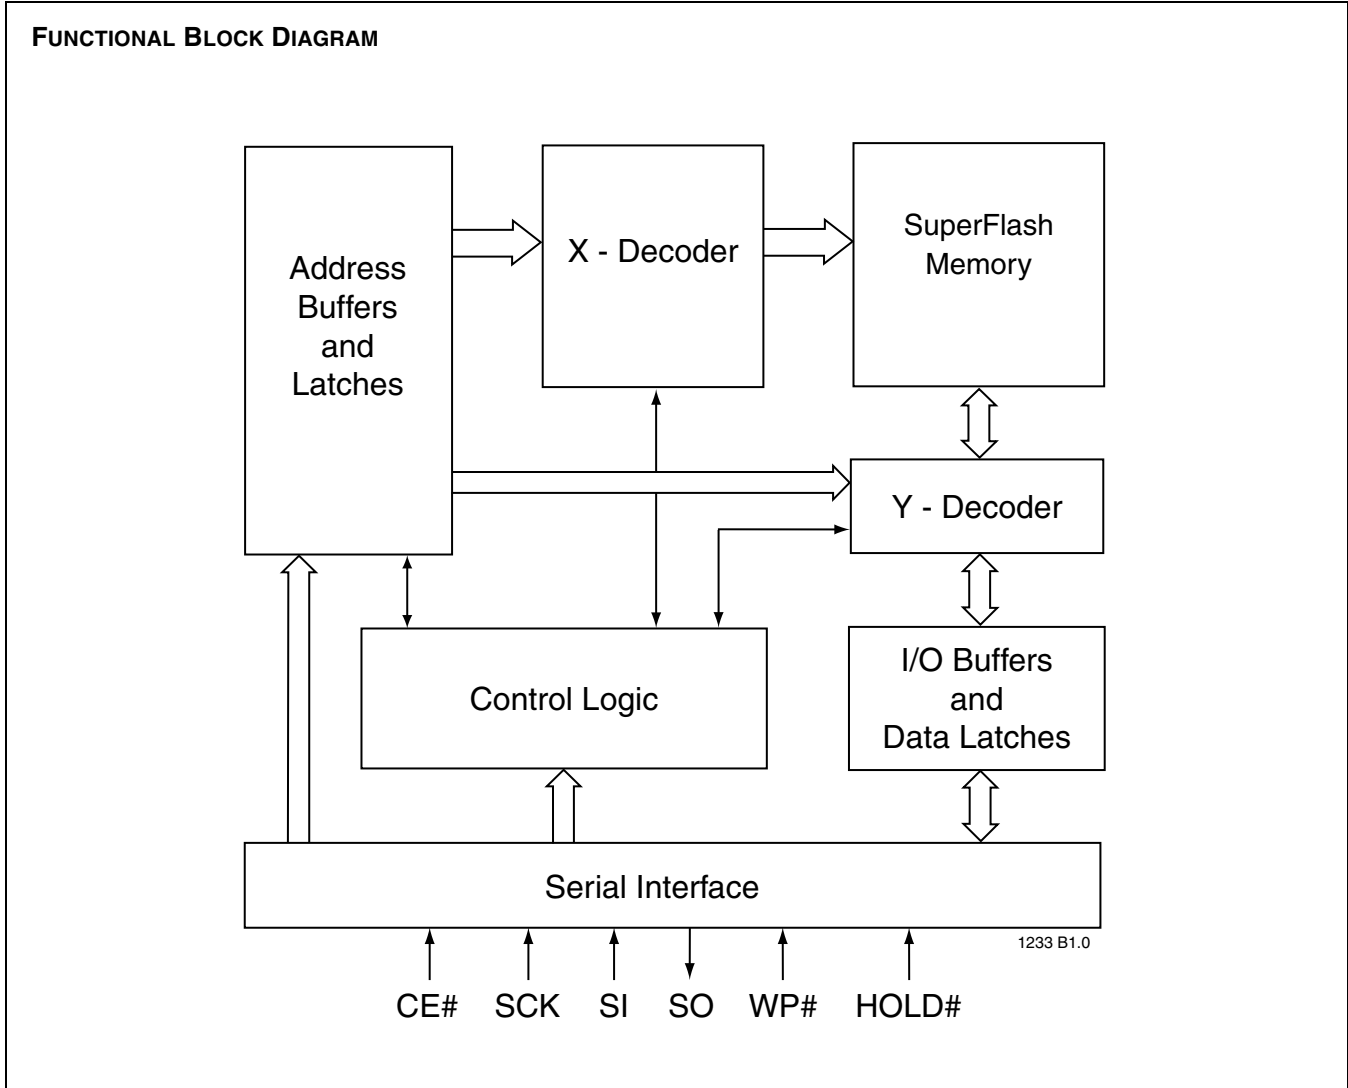 FUNCTIONAL BLOCK DIAGRAM
Address
Buffers
and
Latches
X - Decoder
SuperFlash
Memory
Y - Decoder
Control Logic
I/O Buffers
and
Data Latches
Serial Interface
1233 B1.0
CE# SCK SI SO WP# HOLD#